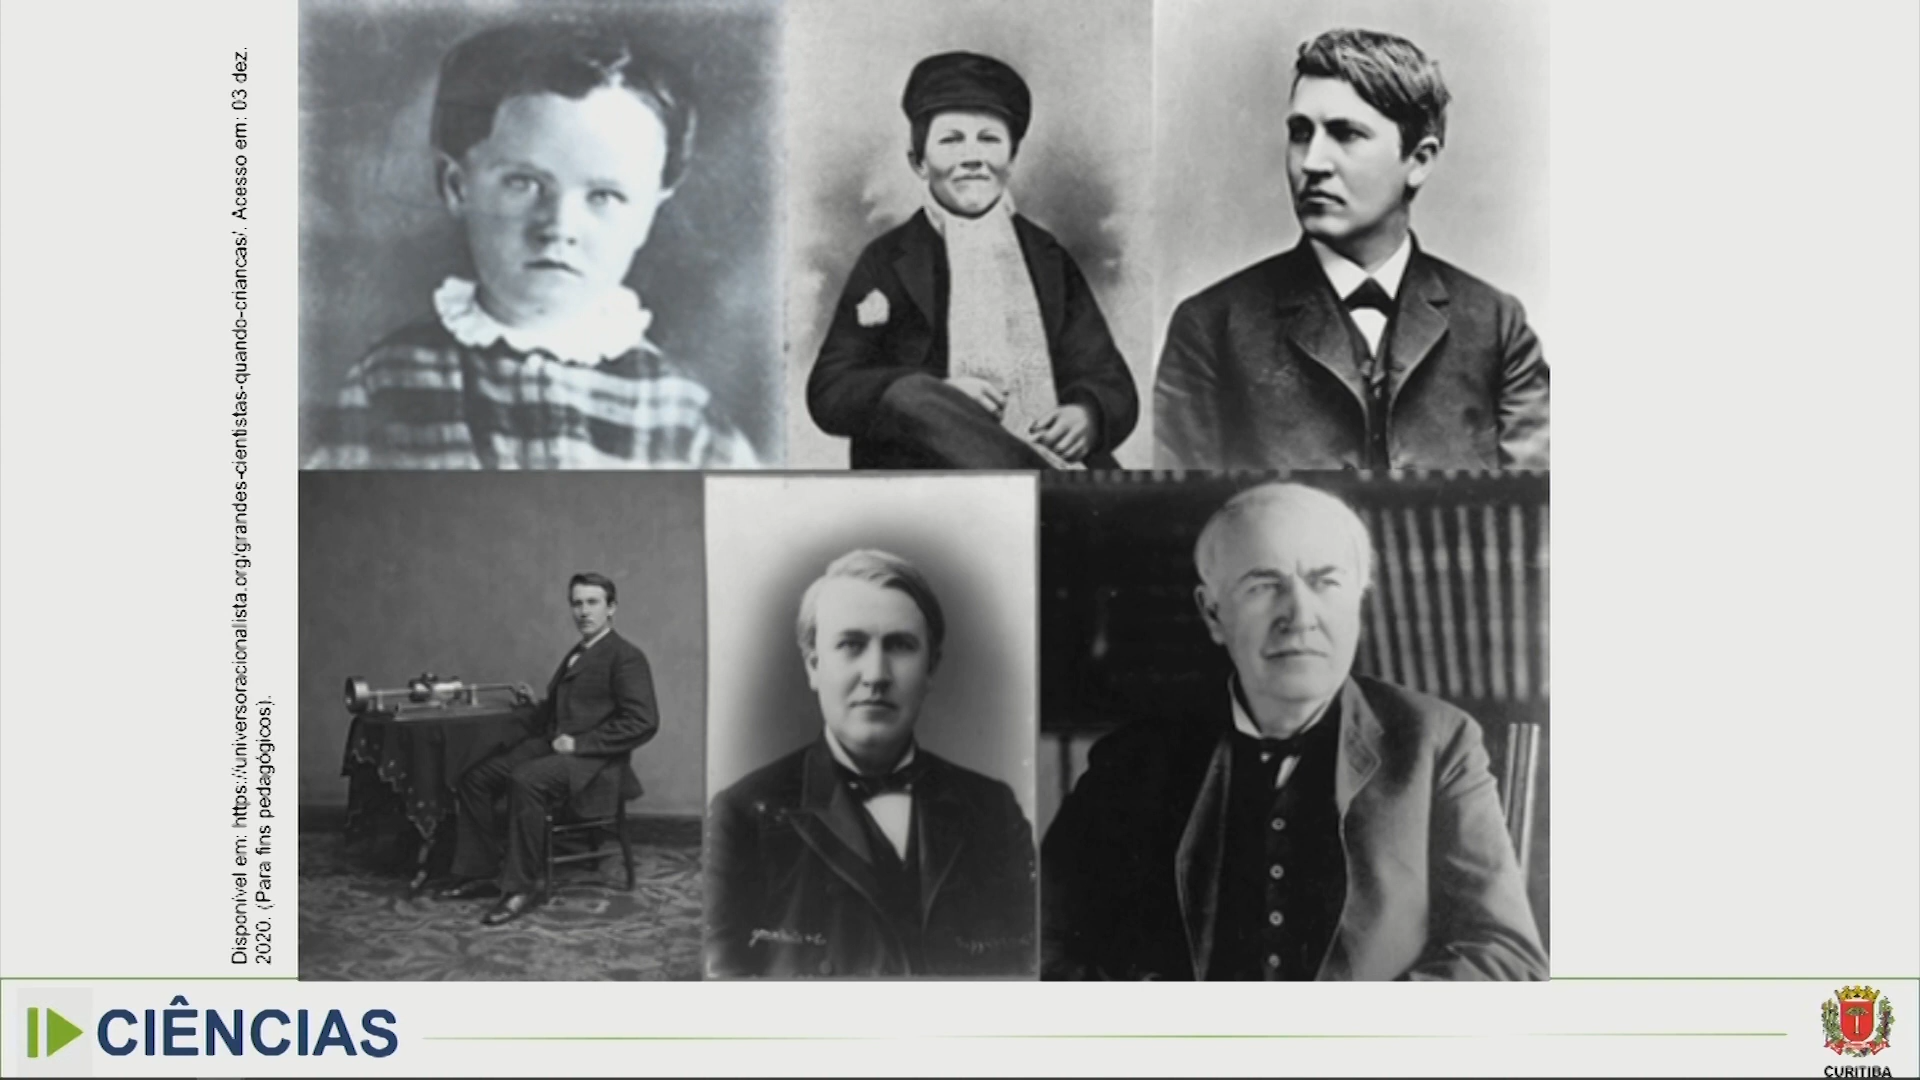 Disponível em: https://universoracionalista.org/grandes-cientistas-quando-criancas/. Acesso em: 03 dez.
2020. (Para fins pedagógicos).
CIÊNCIAS
CURITIBA